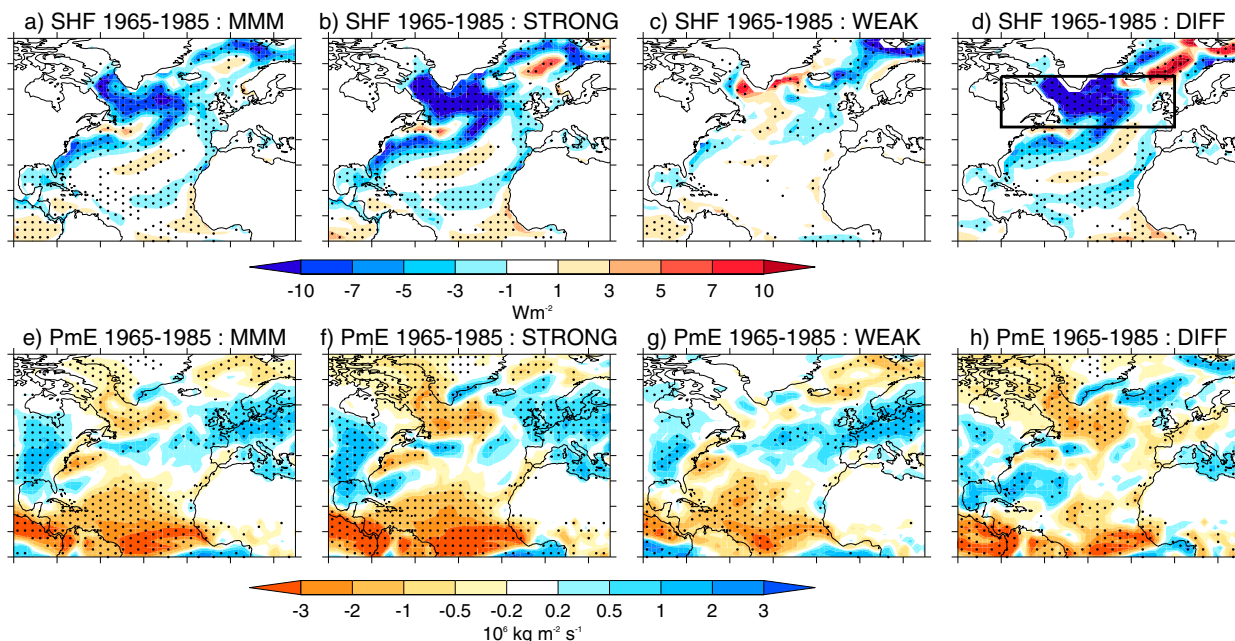 a) SHF 1965-1985 : MMM
b) SHF 1965-1985 : STRONG
c) SHF 1965-1985 : WEAK
d) SHF 1965-1985 : DIFF
-10 -7 -5 -3 -1 1 3 5 7 10
Wm⁻²
e) PmE 1965-1985 : MMM
f) PmE 1965-1985 : STRONG
g) PmE 1965-1985 : WEAK
h) PmE 1965-1985 : DIFF
-3 -2 -1 -0.5 -0.2 0.2 0.5 1 2 3
10⁶ kg m⁻² s⁻¹